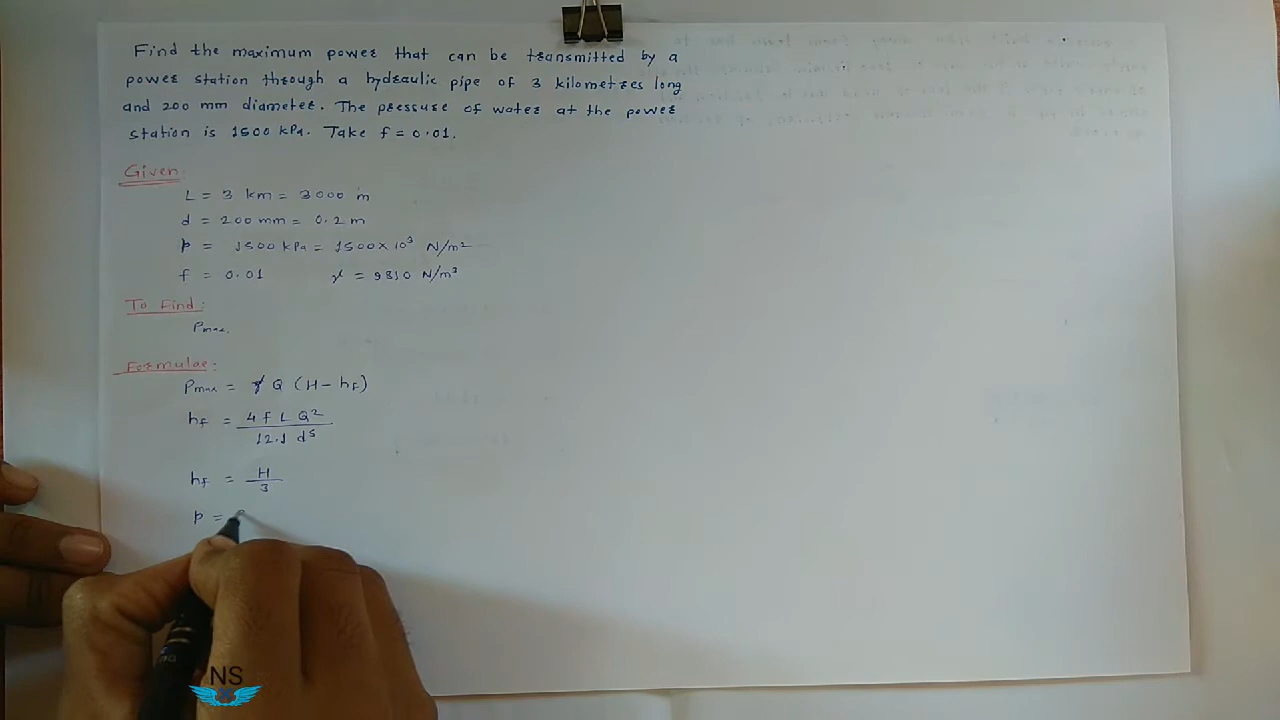 Find the maximum power that can be transmitted by a
power station through a hydraulic pipe of 3 kilometres long
and 200 mm diameter. The pressure of water at the power
station is 1500 kPa. Take f = 0.01.
Given:
L = 3 km = 3000 m
d = 200 mm = 0.2 m
p = 1500 kPa = 1500 × 10³ N/m²
f = 0.01 γ = 9810 N/m³
To Find:
Pmax.
Formulae:
Pmax = γ Q (H - hf)
hf = 4 f L Q² / 12.1 d⁵
hf = H / 3
p =
NS